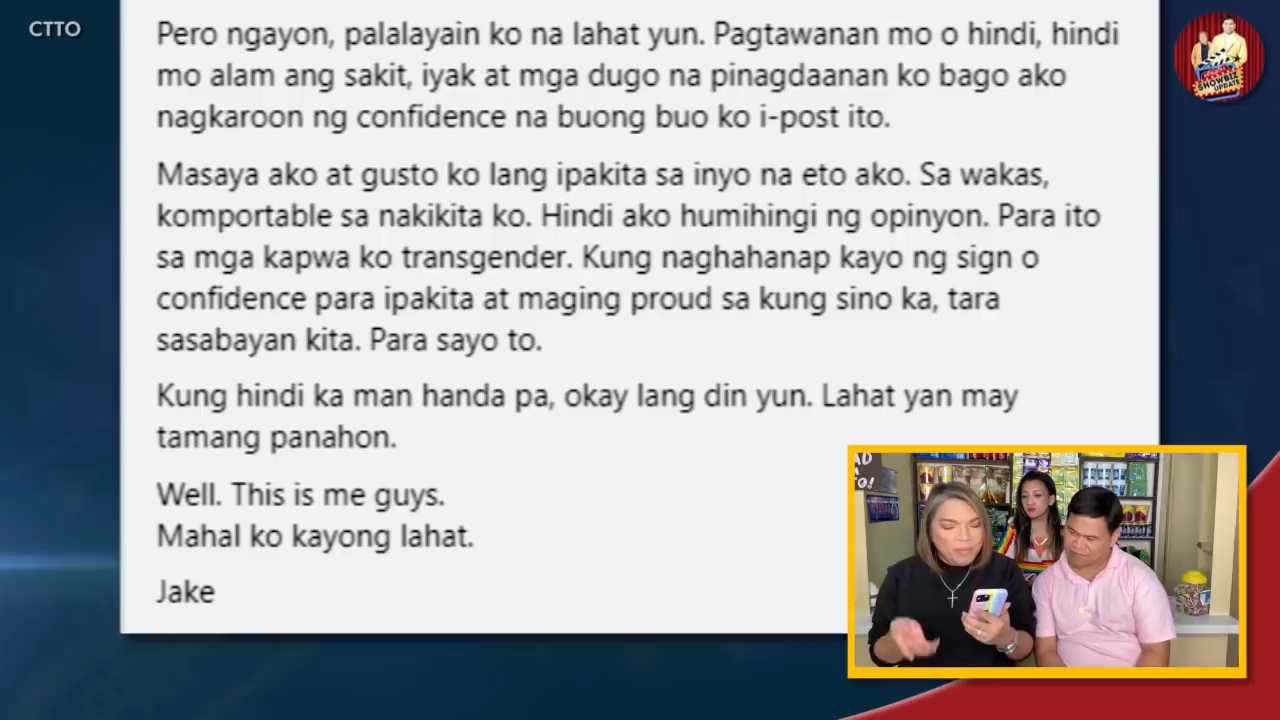 CTTO
Pero ngayon, palalayain ko na lahat yun. Pagtawanan mo o hindi, hindi
mo alam ang sakit, iyak at mga dugo na pinagdaanan ko bago ako
nagkaroon ng confidence na buong buo ko i-post ito.
Masaya ako at gusto ko lang ipakita sa inyo na eto ako. Sa wakas,
komportable sa nakikita ko. Hindi ako humihingi ng opinyon. Para ito
sa mga kapwa ko transgender. Kung naghahanap kayo ng sign o
confidence para ipakita at maging proud sa kung sino ka, tara
sasabayan kita. Para sayo to.
Kung hindi ka man handa pa, okay lang din yun. Lahat yan may
tamang panahon.
Well. This is me guys.
Mahal ko kayong lahat.
Jake
SHOWBIZ
UPDATE